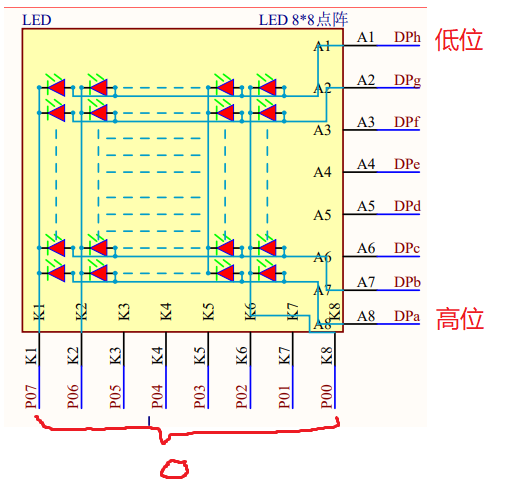 LED
LED 8*8点阵
A1 A1 DPh 低位
A2 A2 DPg
A3 A3 DPf
A4 A4 DPe
A5 A5 DPd
A6 A6 DPc
A7 A7 DPb
A8 A8 DPa 高位
K1 K2 K3 K4 K5 K6 K7 K8
K1 K2 K3 K4 K5 K6 K7 K8
P07 P06 P05 P04 P03 P02 P01 P00
0